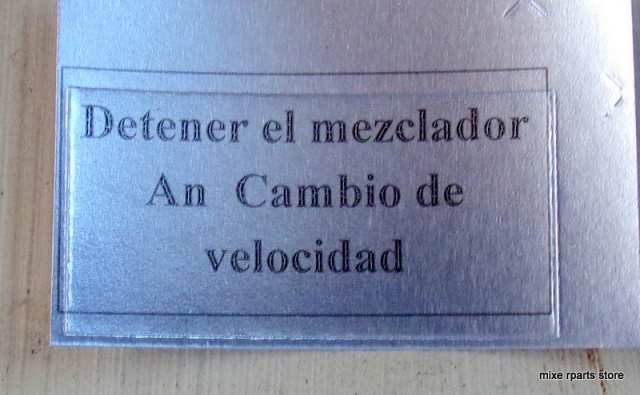 Detener el mezclador
An Cambio de
velocidad
mixe rparts store